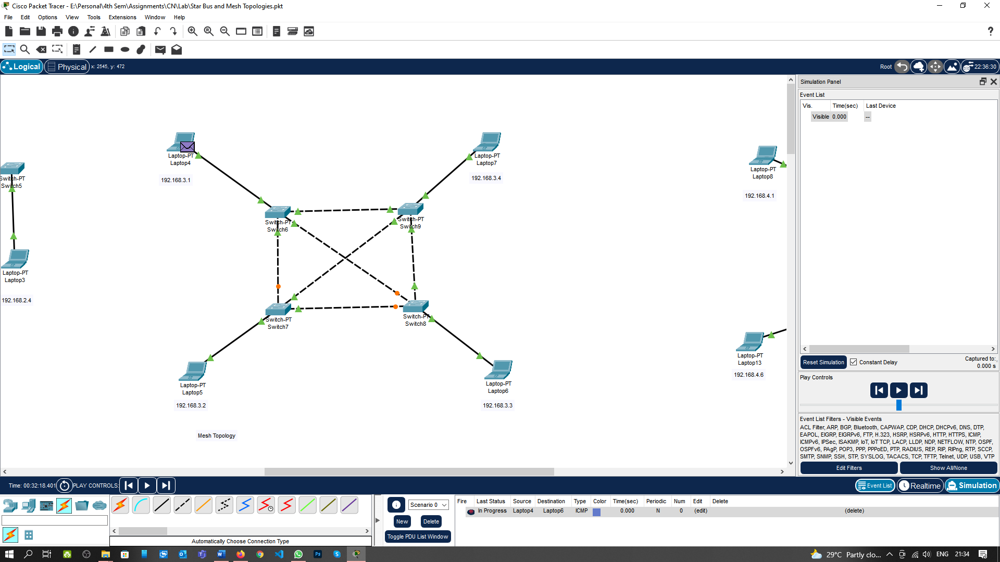 Cisco Packet Tracer - E:\Personal\4th Sem\Assignments\CN\Lab\Star Bus and Mesh Topologies.pkt
File Edit Options View Tools Extensions Window Help
Logical Physical x: 2545, y: 472 Root 22:36:30
Simulation Panel
Event List
Vis. Time(sec) Last Device
Visible 0.000 --
Laptop-PT
Laptop4
192.168.3.1
Laptop-PT
Laptop7
192.168.3.4
Laptop-PT
Laptop8
192.168.4.1
Switch-PT
Switch5
Switch-PT
Switch6
Switch-PT
Switch9
Laptop-PT
Laptop3
192.168.2.4
Switch-PT
Switch7
Switch-PT
Switch8
Laptop-PT
Laptop13
192.168.4.6
Laptop-PT
Laptop5
192.168.3.2
Laptop-PT
Laptop6
192.168.3.3
Mesh Topology
Reset Simulation Constant Delay Captured to:
0.000 s
Play Controls
Event List Filters - Visible Events
ACL Filter, ARP, BGP, Bluetooth, CAPWAP, CDP, DHCP, DHCPv6, DNS, DTP,
EAPOL, EIGRP, EIGRPv6, FTP, H.323, HSRP, HSRPv6, HTTP, HTTPS, ICMP,
ICMPv6, IPSec, ISAKMP, IoT, IoT TCP, LACP, LLDP, NDP, NETFLOW, NTP, OSPF,
OSPFv6, PAgP, POP3, PPP, PPPoED, PTP, RADIUS, REP, RIP, RIPng, RTP, SCCP,
SMTP, SNMP, SSH, STP, SYSLOG, TACACS, TCP, TFTP, Telnet, UDP, USB, VTP
Edit Filters Show All/None
Time: 00:32:18.401 PLAY CONTROLS: Event List Realtime Simulation
Scenario 0
New Delete
Toggle PDU List Window
Fire Last Status Source Destination Type Color Time(sec) Periodic Num Edit Delete
In Progress Laptop4 Laptop6 ICMP 0.000 N 0 (edit) (delete)
Automatically Choose Connection Type
29°C Partly clo... ENG 21:34